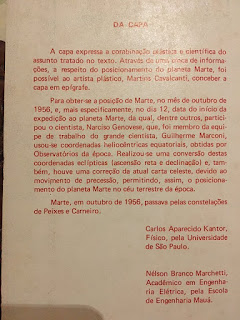 DA CAPA
A capa expressa a combinação plástica e científica do
assunto tratado no texto. Através de uma troca de informa-
ções, a respeito do posicionamento do planeta Marte, foi
possível ao artista plástico, Martins Cavalcanti, conceber a
capa em epígrafe.
Para obter-se a posição de Marte, no mês de outubro de
1956, e, mais especificamente, no dia 12, data do início da
expedição ao planeta Marte, da qual, dentre outros, partici-
pou o cientista, Narciso Genovese, que, foi membro da equi-
pe de trabalho do grande cientista, Guilherme Marconi,
usou-se coordenadas heliocêntricas equatoriais, obtidas por
Observatórios da época. Realizou-se uma conversão destas
coordenadas eclípticas (ascenção reta e declinação) e, tam-
bém, houve uma correção de atual carta celeste, devido ao
movimento de precessão, permitindo, assim, o posicionamen-
to do planeta Marte no céu terrestre da época.
Marte, em outubro de 1956, passava pelas constelações
de Peixes e Carneiro.
Carlos Aparecido Kantor,
Físico, pela Universidade
de São Paulo.
Nélson Branco Marchetti,
Acadêmico em Engenha-
ria Elétrica, pela Escola
de Engenharia Mauá.